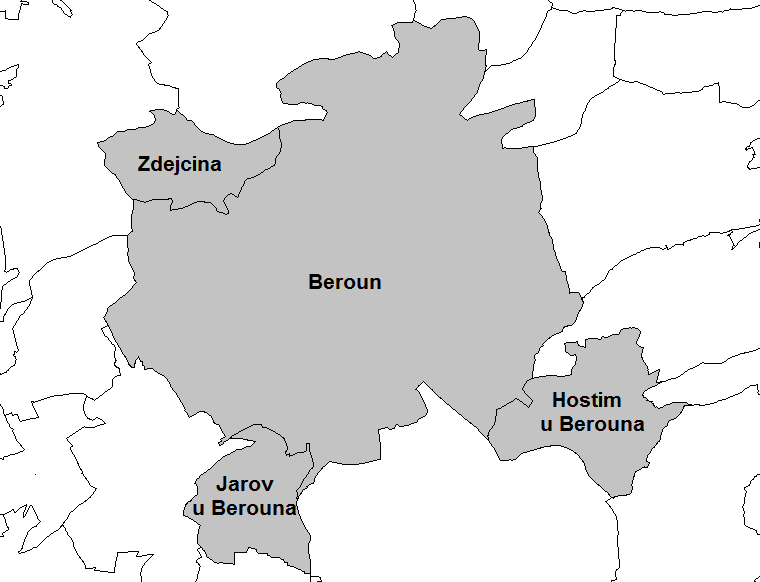 Zdejcina
Beroun
Hostim
u Berouna
Jarov
u Berouna